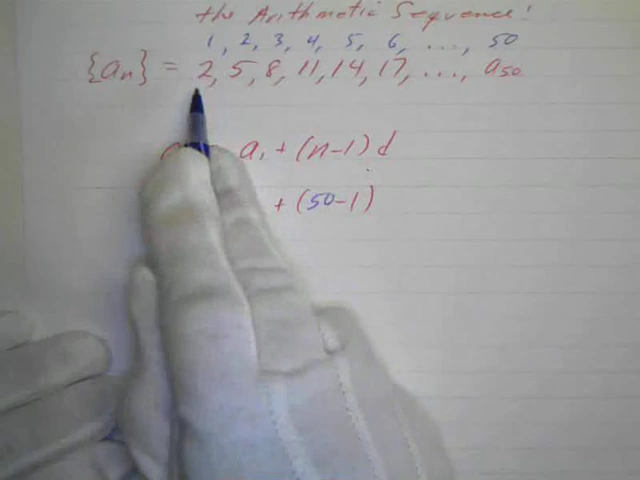 the Arithmetic Sequence!
1, 2, 3, 4, 5, 6, ..., 50
{an} = 2, 5, 8, 11, 14, 17, ..., a50
a1 + (n-1) d
+ (50-1)